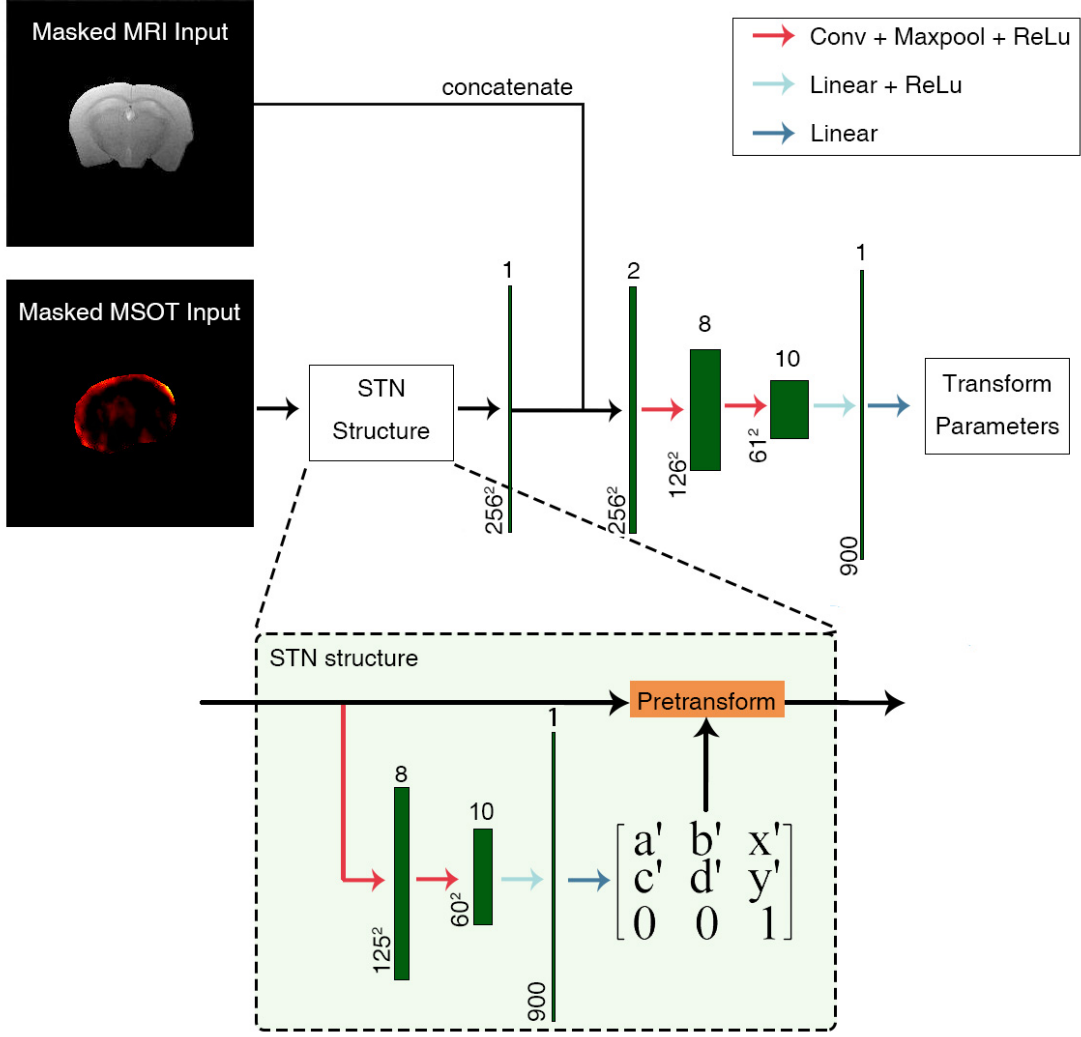 Masked MRI Input
concatenate
Conv + Maxpool + ReLu
Linear + ReLu
Linear
Masked MSOT Input
STN
Structure
1
256²
2
256²
8
126²
10
61²
1
900
Transform
Parameters
STN structure
Pretransform
8
125²
10
60²
1
900
a' b' x'
c' d' y'
0 0 1